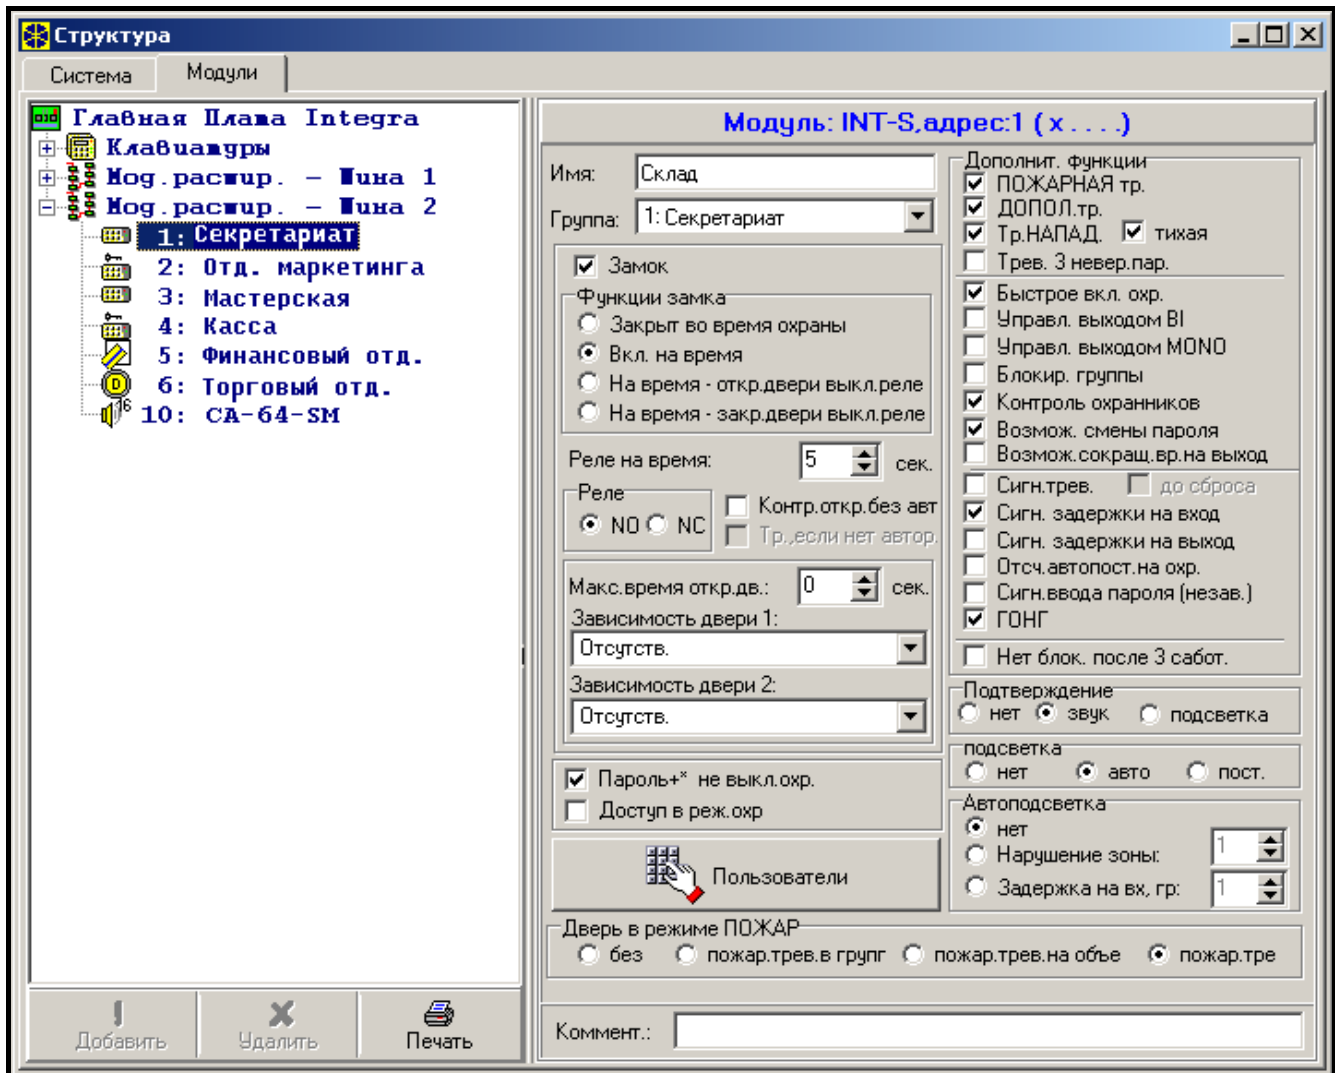 Структура
Система
Модули
Главная Плата Integra
Клавиатуры
Мод.расшир. – Шина 1
Мод.расшир. – Шина 2
1: Секретариат
2: Отд. маркетинга
3: Мастерская
4: Касса
5: Финансовый отд.
6: Торговый отд.
10: CA-64-SM
Добавить
Удалить
Печать
Модуль: INT-S,адрес:1 ( x . . . . )
Имя: Склад
Группа: 1: Секретариат
Замок
Функции замка
Закрыт во время охраны
Вкл. на время
На время - откр.двери выкл.реле
На время - закр.двери выкл.реле
Реле на время: 5 сек.
Реле
NO NC
Контр.откр.без авт
Тр.,если нет автор.
Макс.время откр.дв.: 0 сек.
Зависимость двери 1:
Отсутств.
Зависимость двери 2:
Отсутств.
Пароль+* не выкл.охр.
Доступ в реж.охр
Пользователи
Дополнит. функции
ПОЖАРНАЯ тр.
ДОПОЛ.тр.
Тр.НАПАД. тихая
Трев. 3 невер.пар.
Быстрое вкл. охр.
Управл. выходом BI
Управл. выходом MONO
Блокир. группы
Контроль охранников
Возмож. смены пароля
Возмож.сокращ.вр.на выход
Сигн.трев. до сброса
Сигн. задержки на вход
Сигн. задержки на выход
Отсч.автопост.на охр.
Сигн.ввода пароля (незав.)
ГОНГ
Нет блок. после 3 сабот.
Подтверждение
нет звук подсветка
подсветка
нет авто пост.
Автоподсветка
нет
Нарушение зоны: 1
Задержка на вх, гр: 1
Дверь в режиме ПОЖАР
без пожар.трев.в групг пожар.трев.на объе пожар.тре
Коммент.: